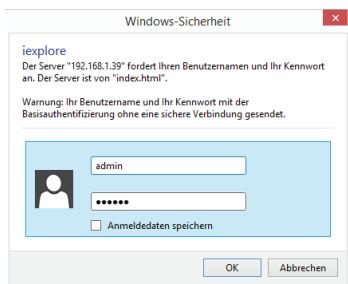 Windows-Sicherheit
iexplore
Der Server "192.168.1.39" fordert Ihren Benutzernamen und Ihr Kennwort
an. Der Server ist von "index.html".
Warnung: Ihr Benutzername und Ihr Kennwort mit der
Basisauthentifizierung ohne eine sichere Verbindung gesendet.
admin
••••••
Anmeldedaten speichern
OK Abbrechen